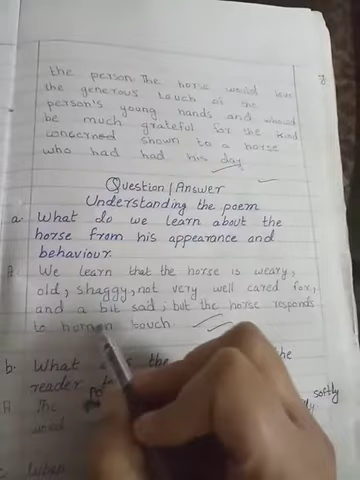 the person. The horse would love
the generous touch of the
person's young hands and would
be much grateful for the kind
concerned shown to a horse
who had had his day
Question/Answer
Understanding the poem
a. What do we learn about the
horse from his appearance and
behaviour.
A. We learn that the horse is weary,
old, shaggy, not very well cared for,
and a bit sad; but the horse responds
to human touch
b. What the the
reader
A. The softly